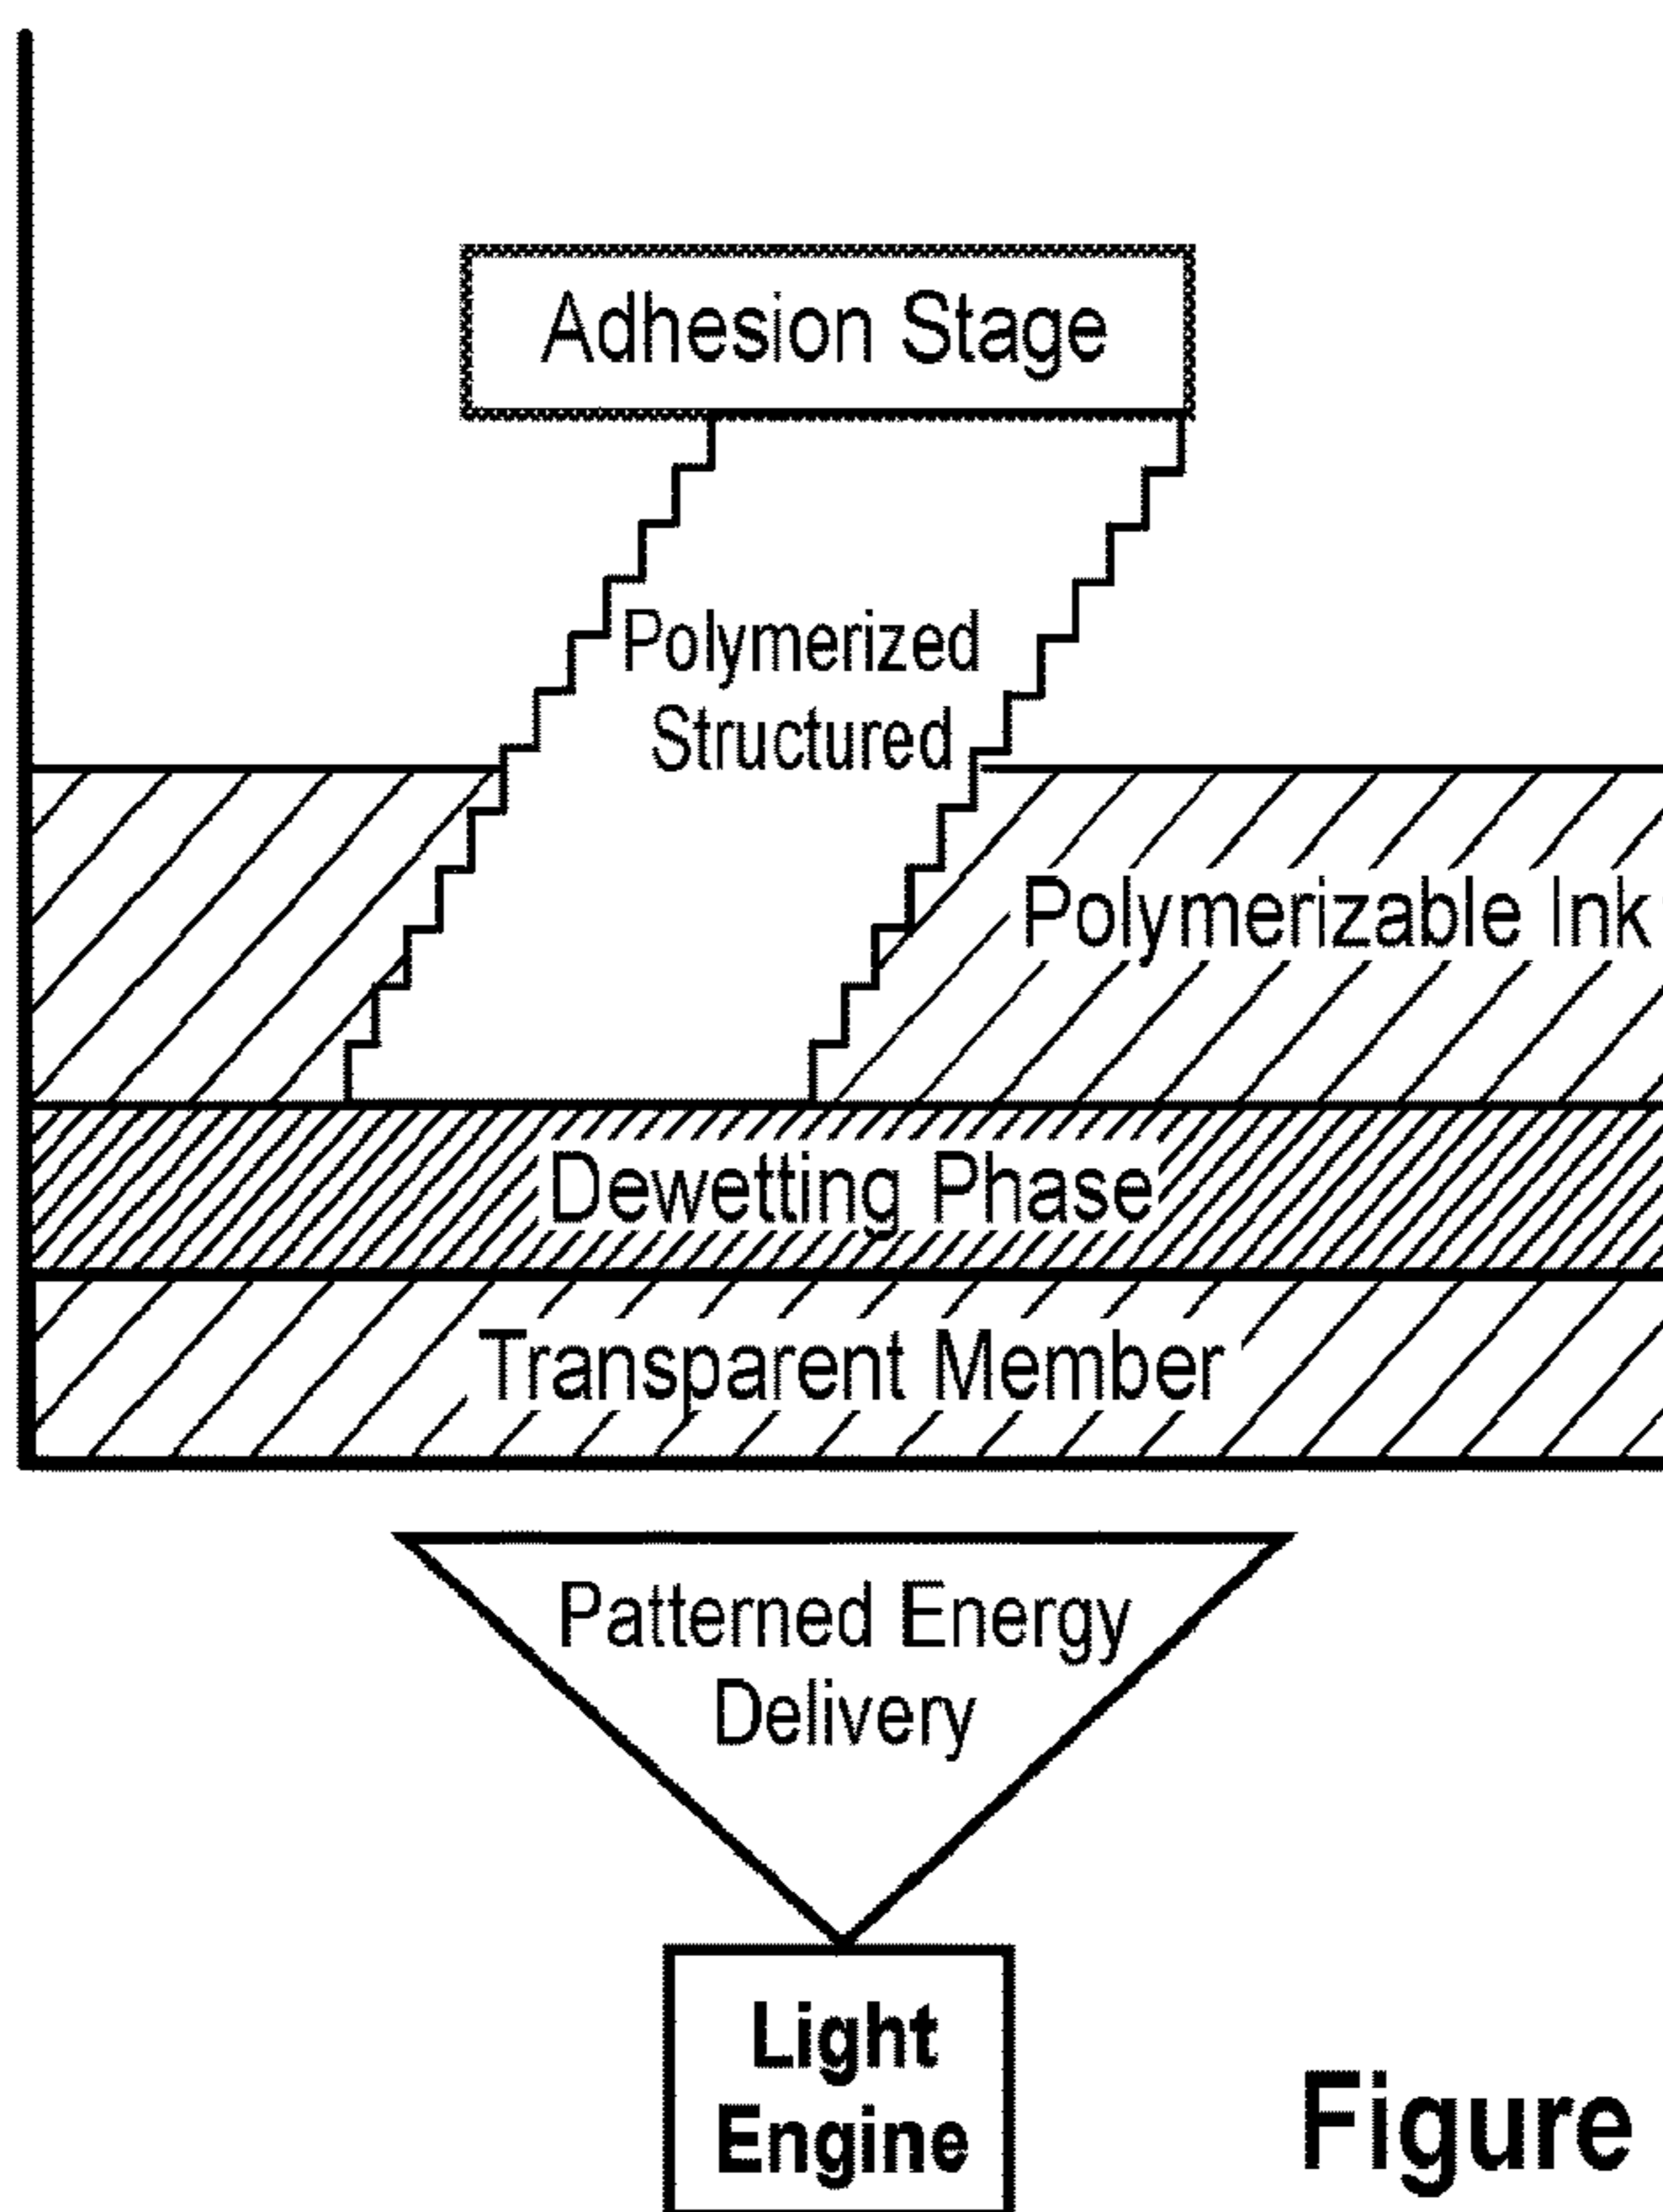 Adhesion Stage
Polymerized
Structured
Polymerizable Ink
Dewetting Phase
Transparent Member
Patterned Energy
Delivery
Light
Engine
Figure